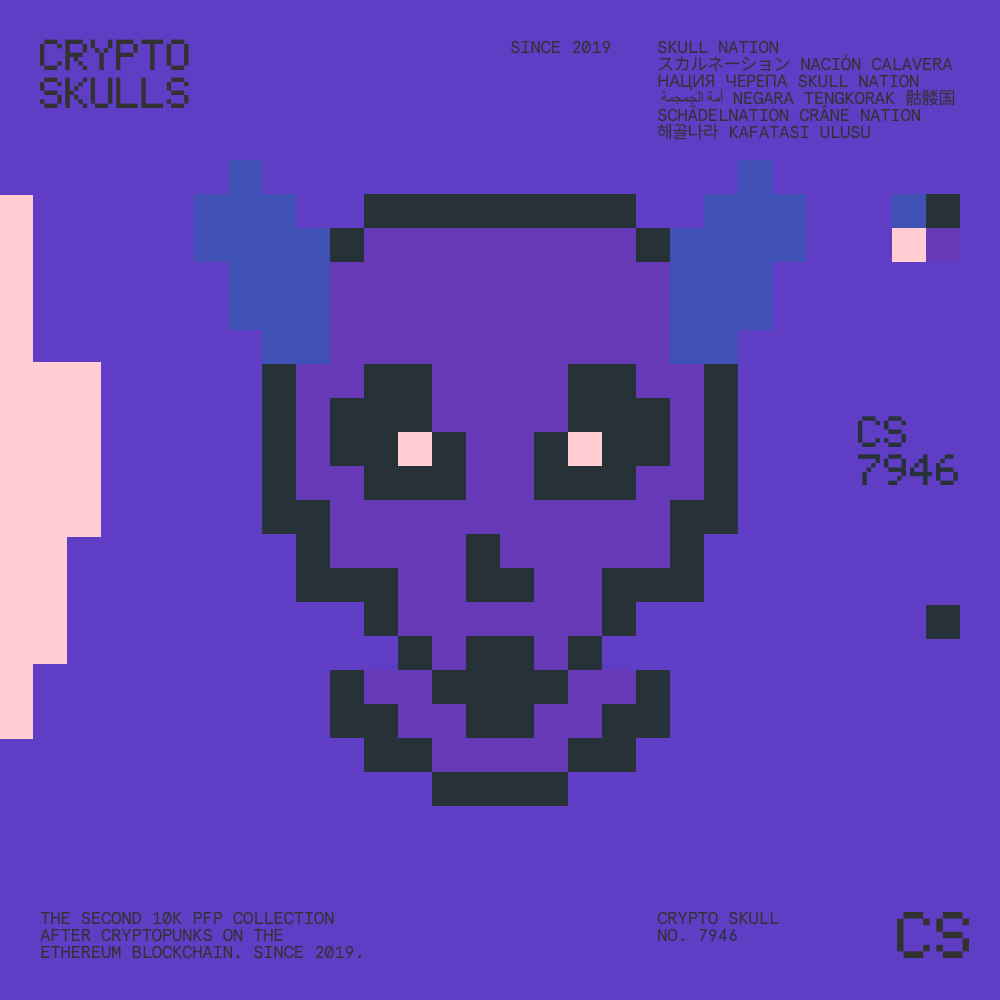 CRYPTO
SKULLS
SINCE 2019
SKULL NATION
スカルネーション NACIÓN CALAVERA
НАЦИЯ ЧЕРЕПА SKULL NATION
أمة الجمجمة NEGARA TENGKORAK 骷髅国
SCHÄDELNATION CRÂNE NATION
해골나라 KAFATASI ULUSU
CS
7946
THE SECOND 10K PFP COLLECTION
AFTER CRYPTOPUNKS ON THE
ETHEREUM BLOCKCHAIN. SINCE 2019.
CRYPTO SKULL
NO. 7946
CS